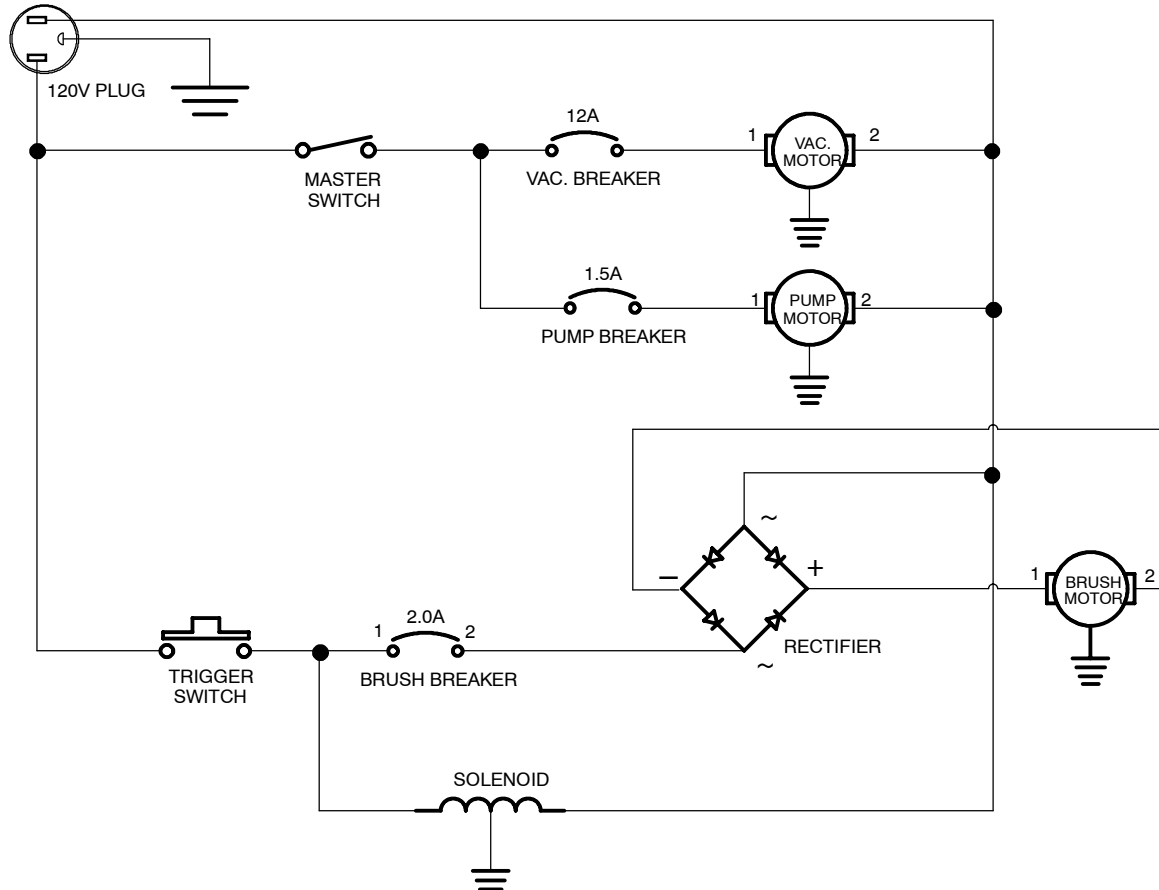 120V PLUG
12A
1
2
VAC.
MOTOR
MASTER
SWITCH
VAC. BREAKER
1.5A
1
2
PUMP
MOTOR
PUMP BREAKER
~
–
+
1
2
BRUSH
MOTOR
2.0A
1
2
RECTIFIER
~
TRIGGER
SWITCH
BRUSH BREAKER
SOLENOID